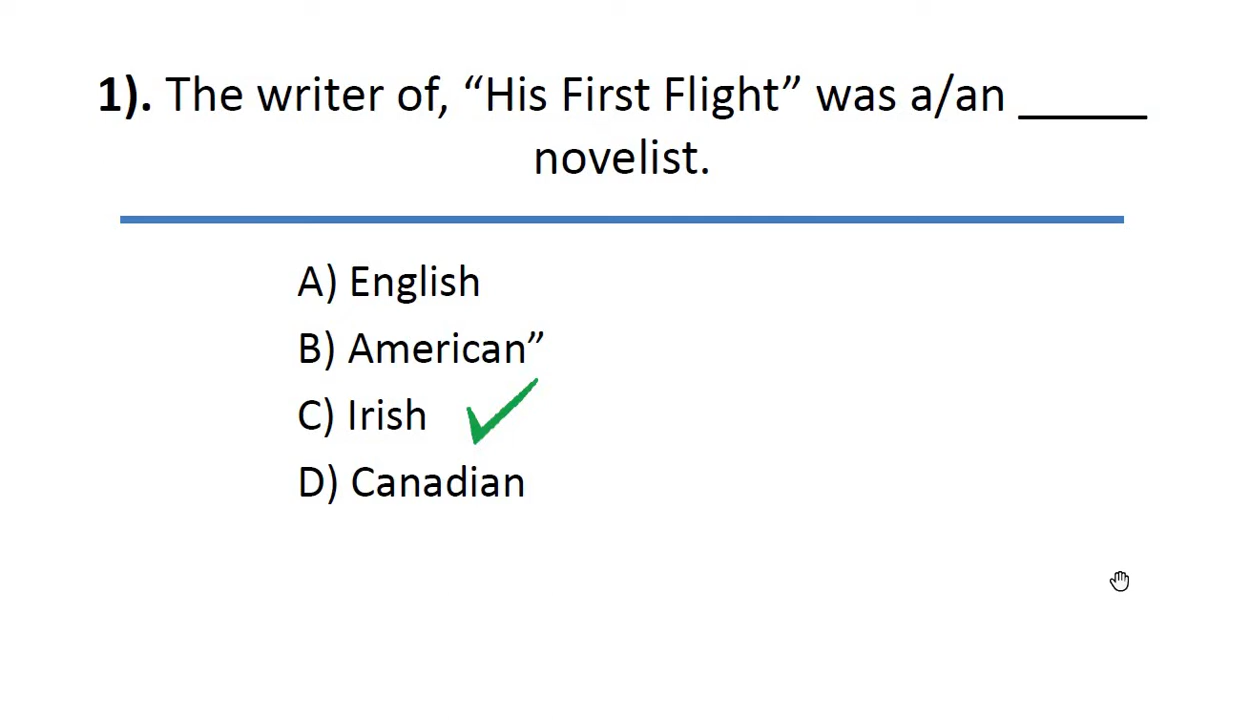 1). The writer of, “His First Flight” was a/an ______
novelist.
A) English
B) American”
C) Irish
D) Canadian